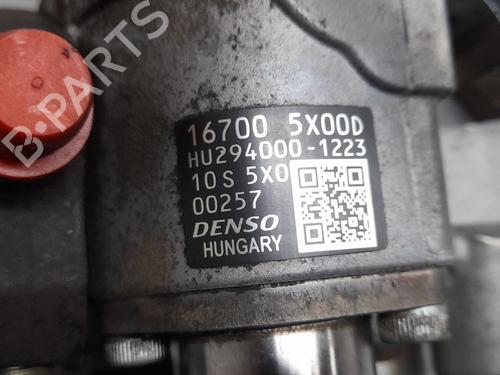 B-PARTS
16700 5X00D
HU294000-1223
10S 5X0
00257
DENSO
HUNGARY